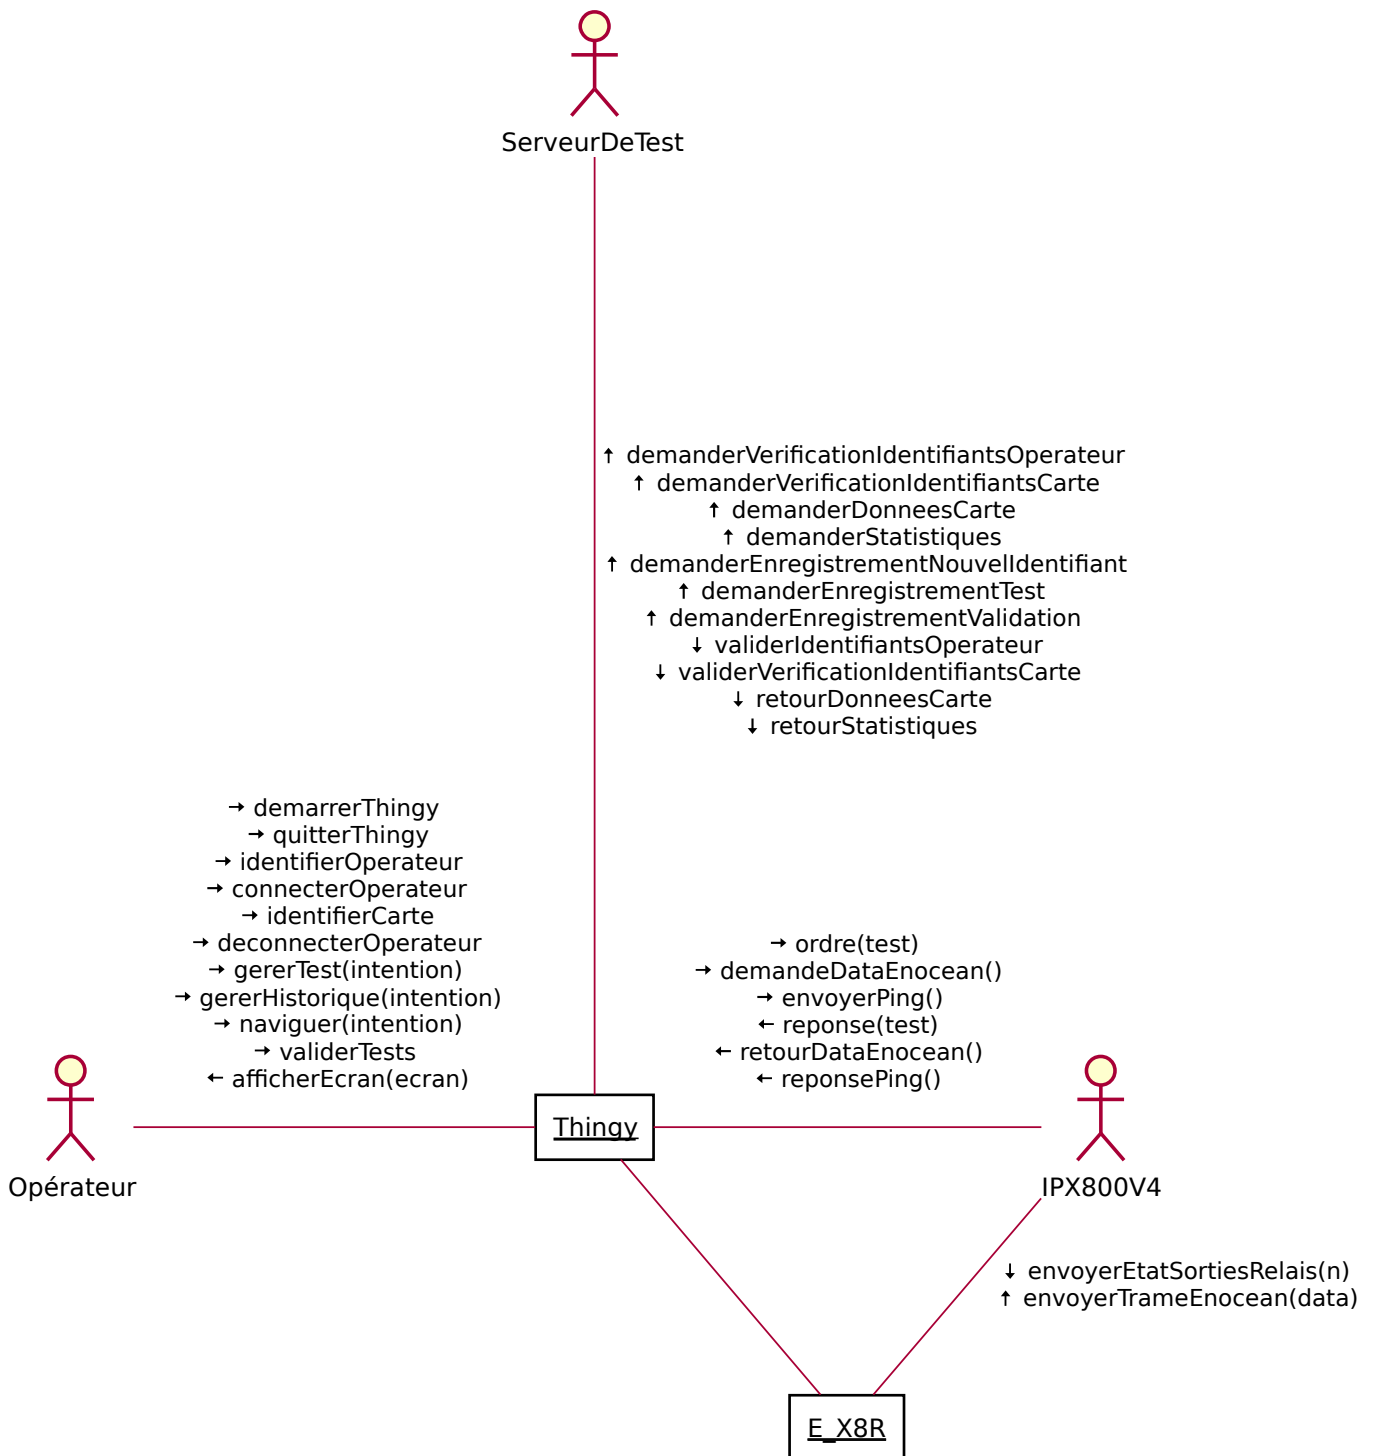 ServeurDeTest
↑ demanderVerificationIdentifiantsOperateur
↑ demanderVerificationIdentifiantsCarte
↑ demanderDonneesCarte
↑ demanderStatistiques
↑ demanderEnregistrementNouvelIdentifiant
↑ demanderEnregistrementTest
↑ demanderEnregistrementValidation
↓ validerIdentifiantsOperateur
↓ validerVerificationIdentifiantsCarte
↓ retourDonneesCarte
↓ retourStatistiques
→ demarrerThingy
→ quitterThingy
→ identifierOperateur
→ connecterOperateur
→ identifierCarte
→ deconnecterOperateur
→ gererTest(intention)
→ gererHistorique(intention)
→ naviguer(intention)
→ validerTests
← afficherEcran(ecran)
→ ordre(test)
→ demandeDataEnocean()
→ envoyerPing()
← reponse(test)
← retourDataEnocean()
← reponsePing()
Opérateur
Thingy
IPX800V4
↓ envoyerEtatSortiesRelais(n)
↑ envoyerTrameEnocean(data)
E_X8R